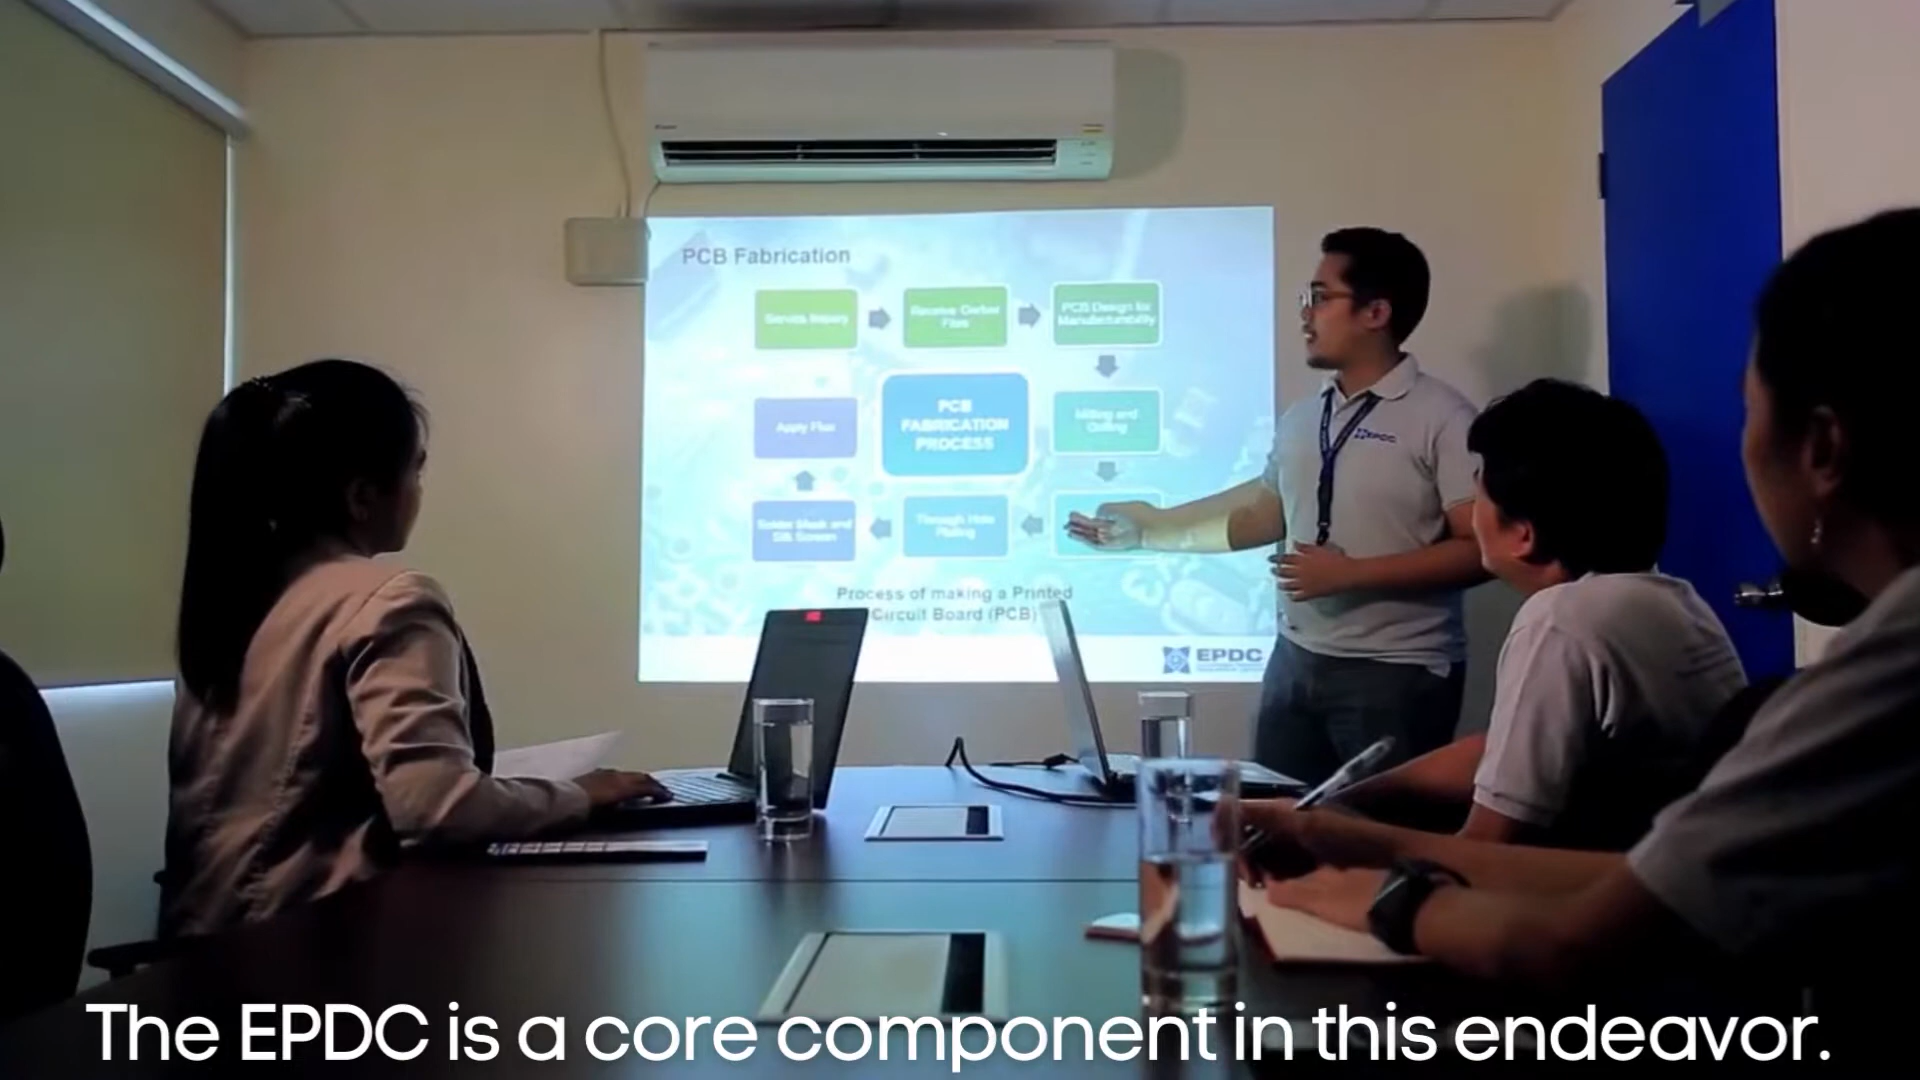 PCB Fabrication
Service Inquiry
Receive Gerber
Files
PCB Design for
Manufacturability
Apply Flux
PCB
FABRICATION
PROCESS
Milling and
Drilling
Solder Mask and
Silk Screen
Through Hole
Plating
Process of making a Printed
Circuit Board (PCB)
EPDC
EPDC
The EPDC is a core component in this endeavor.